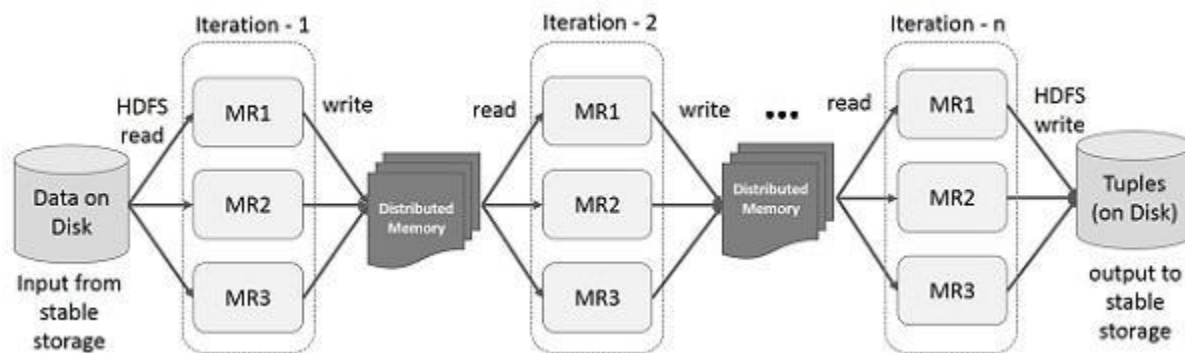 Iteration - 1
Iteration - 2
Iteration - n
HDFS
read
MR1
write
read
MR1
write
...
read
MR1
HDFS
write
Data on
Disk
MR2
Distributed
Memory
MR2
Distributed
Memory
MR2
Tuples
(on Disk)
Input from
stable
storage
MR3
MR3
MR3
output to
stable
storage